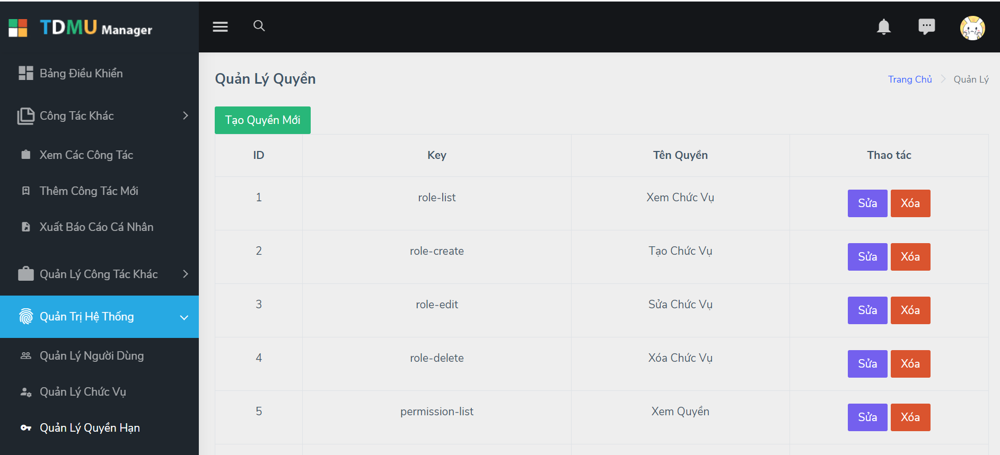 TDMU Manager
Bảng Điều Khiển
Công Tác Khác
Xem Các Công Tác
Thêm Công Tác Mới
Xuất Báo Cáo Cá Nhân
Quản Lý Công Tác Khác
Quản Trị Hệ Thống
Quản Lý Người Dùng
Quản Lý Chức Vụ
Quản Lý Quyền Hạn
Quản Lý Quyền
Trang Chủ Quản Lý
Tạo Quyền Mới
ID Key Tên Quyền Thao tác
1 role-list Xem Chức Vụ Sửa Xóa
2 role-create Tạo Chức Vụ Sửa Xóa
3 role-edit Sửa Chức Vụ Sửa Xóa
4 role-delete Xóa Chức Vụ Sửa Xóa
5 permission-list Xem Quyền Sửa Xóa